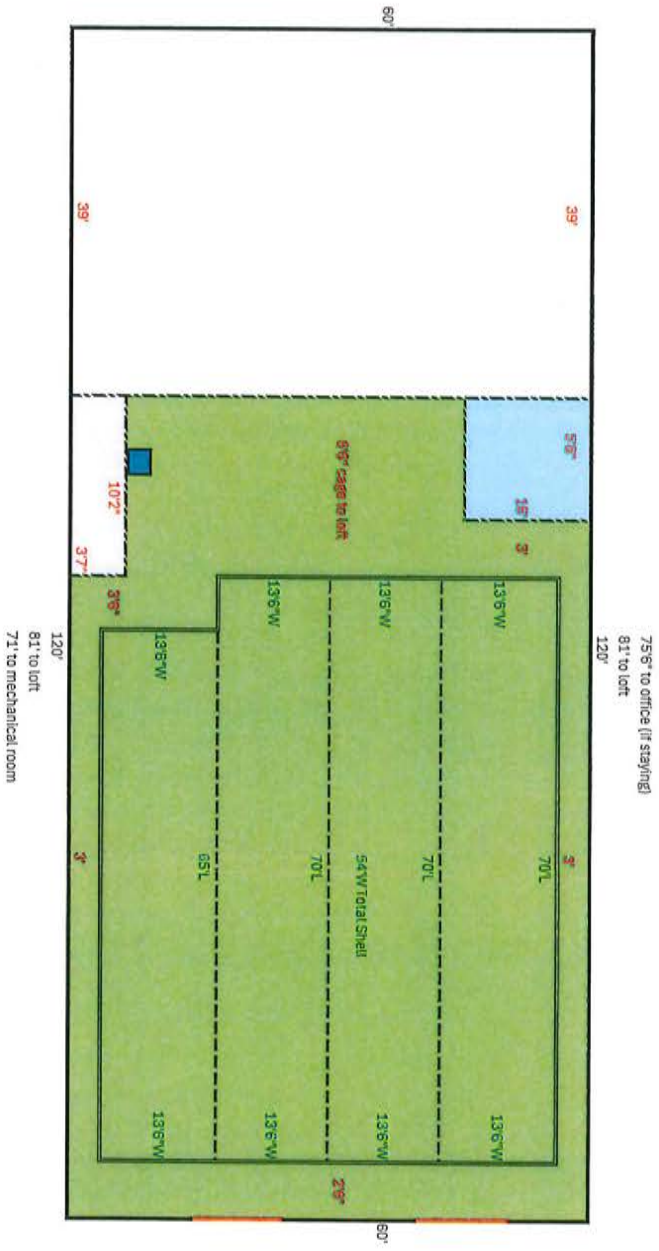 75'6" to office (if staying)
81' to loft
120'
39'
5'6"
3'
3'
70'L
13'6"W
13'6"W
70'L
60'
13'6"W
13'6"W
60'
54'W Total Shell
8'6" cage to loft
2'6"
70'L
13'6"W
13'6"W
65'L
13'6"W
13'6"W
10'2"
3'6"
39'
3'7"
3'
120'
81' to loft
71' to mechanical room